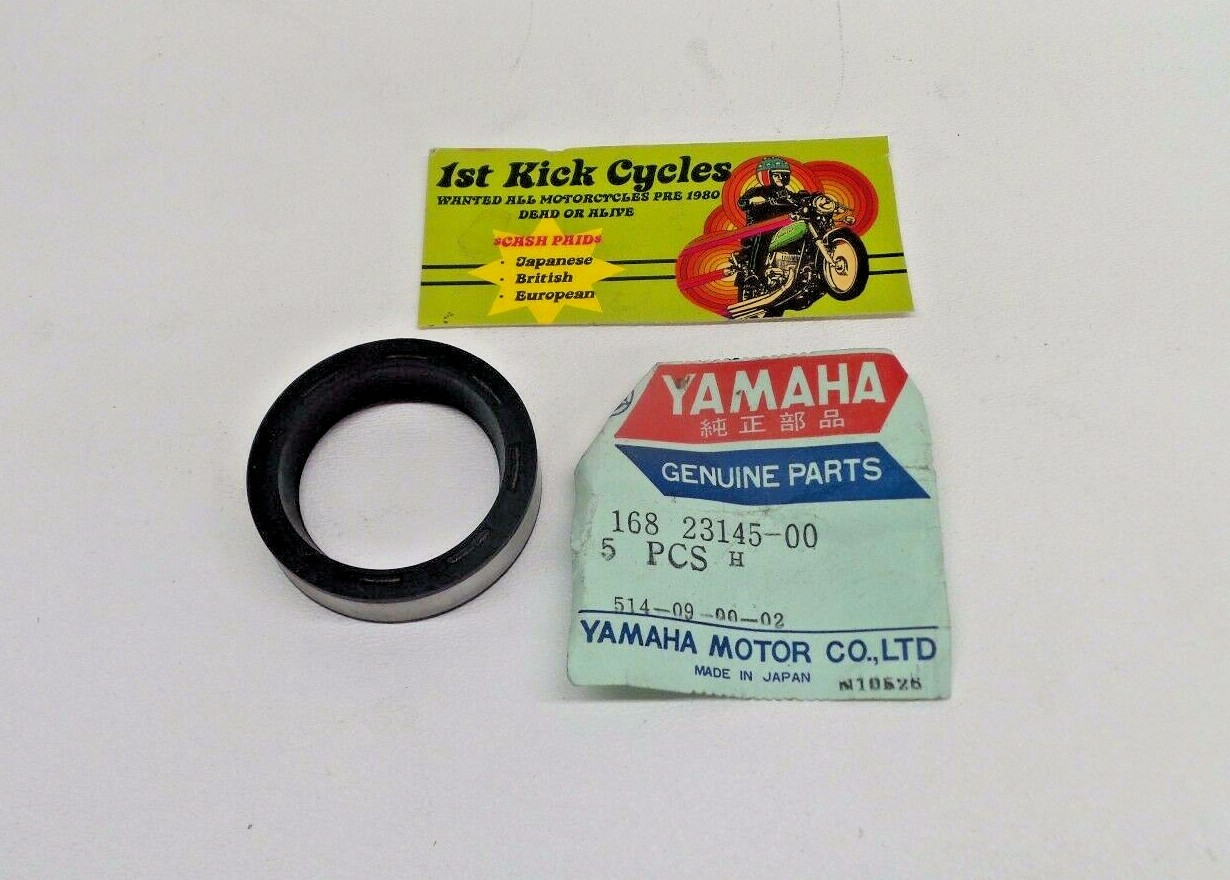 1st Kick Cycles
WANTED ALL MOTORCYCLES PRE 1980
DEAD OR ALIVE
$CASH PAID$
· Japanese
· British
· European
YAMAHA
純正部品
GENUINE PARTS
168 23145-00
5 PCS H
514-09-00-02
YAMAHA MOTOR CO.,LTD
MADE IN JAPAN